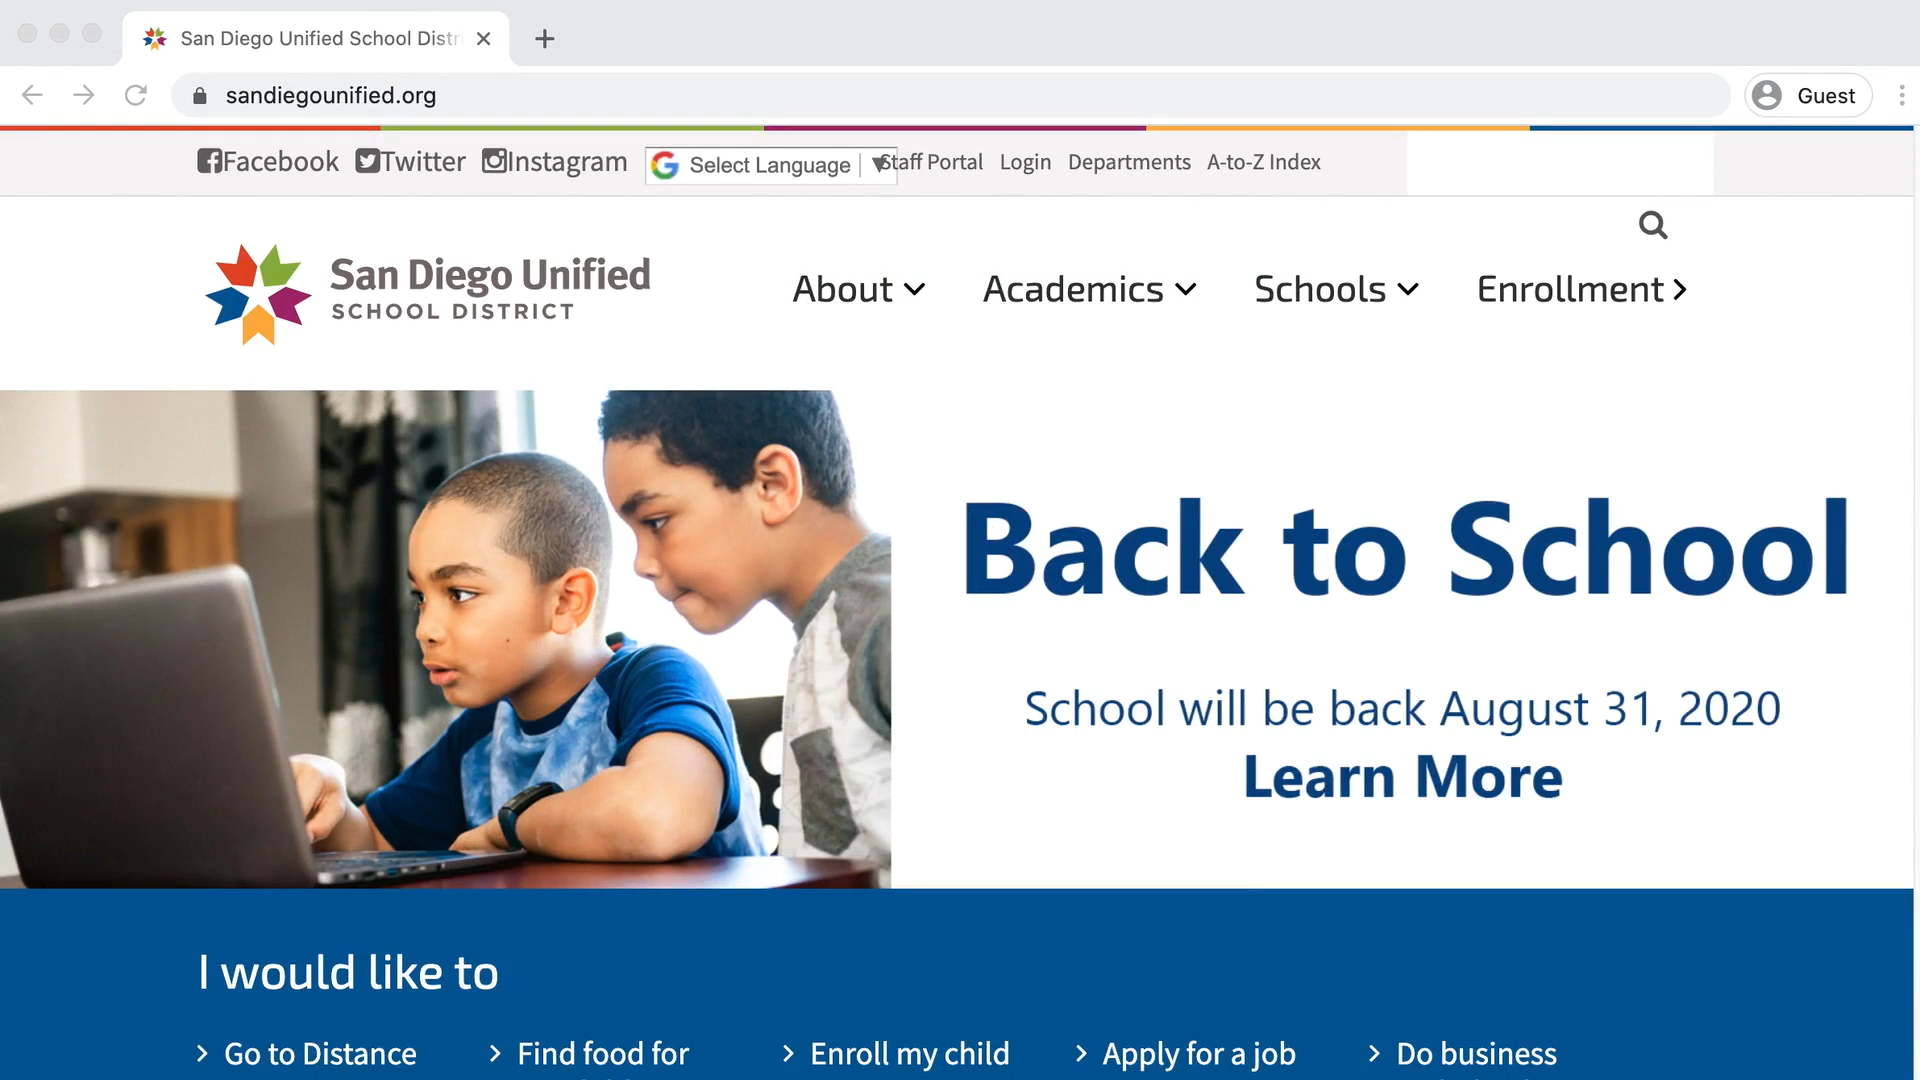 San Diego Unified School Distr
sandiegounified.org
Guest
Facebook Twitter Instagram Select Language Staff Portal Login Departments A-to-Z Index
San Diego Unified
SCHOOL DISTRICT
About Academics Schools Enrollment
Back to School
School will be back August 31, 2020
Learn More
I would like to
Go to Distance Find food for Enroll my child Apply for a job Do business